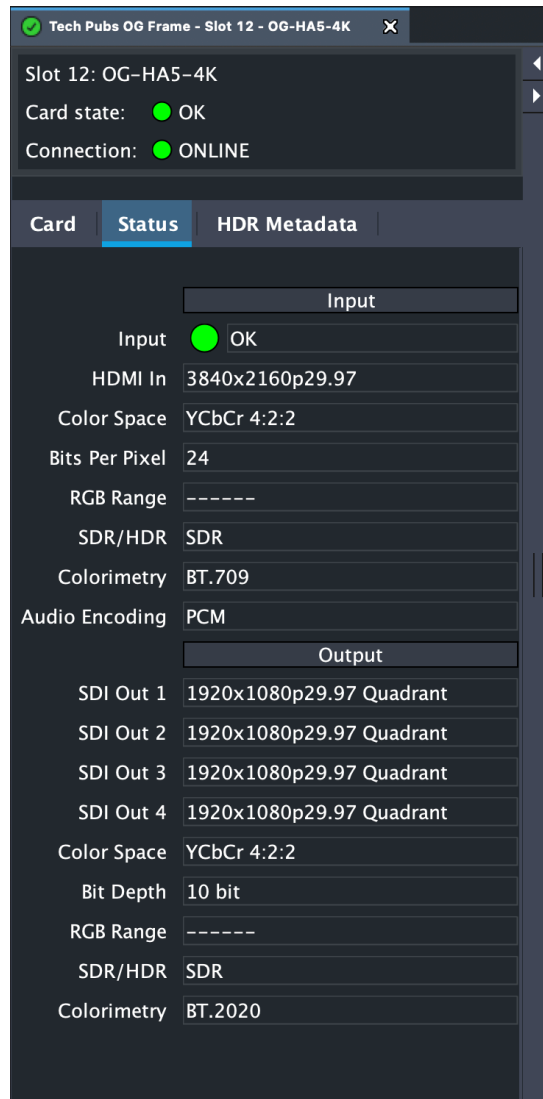 Tech Pubs OG Frame - Slot 12 - OG-HA5-4K
Slot 12: OG-HA5-4K
Card state: OK
Connection: ONLINE
Card Status HDR Metadata
Input
Input OK
HDMI In 3840x2160p29.97
Color Space YCbCr 4:2:2
Bits Per Pixel 24
RGB Range ------
SDR/HDR SDR
Colorimetry BT.709
Audio Encoding PCM
Output
SDI Out 1 1920x1080p29.97 Quadrant
SDI Out 2 1920x1080p29.97 Quadrant
SDI Out 3 1920x1080p29.97 Quadrant
SDI Out 4 1920x1080p29.97 Quadrant
Color Space YCbCr 4:2:2
Bit Depth 10 bit
RGB Range ------
SDR/HDR SDR
Colorimetry BT.2020